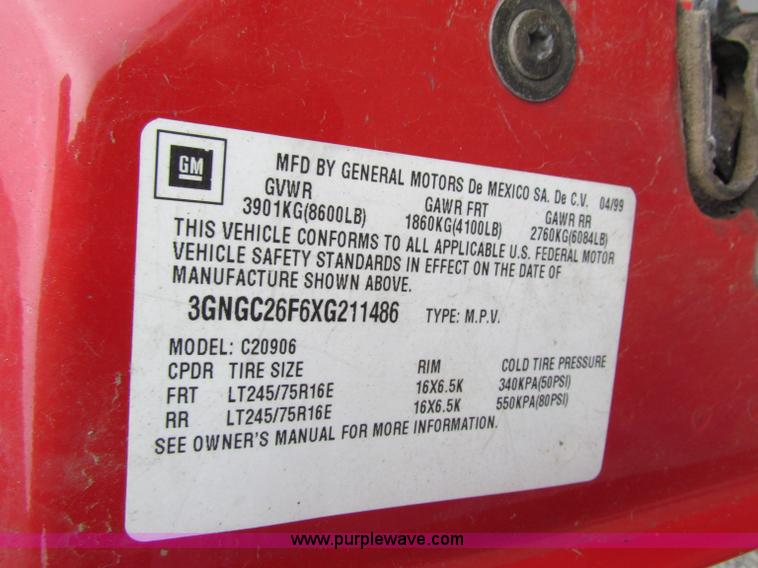 GM
MFD BY GENERAL MOTORS De MEXICO SA. De C.V. 04/99
GVWR GAWR FRT GAWR RR
3901KG(8600LB) 1860KG(4100LB) 2760KG(6084LB)
THIS VEHICLE CONFORMS TO ALL APPLICABLE U.S. FEDERAL MOTOR
VEHICLE SAFETY STANDARDS IN EFFECT ON THE DATE OF
MANUFACTURE SHOWN ABOVE.
3GNGC26F6XG211486 TYPE: M.P.V.
MODEL: C20906
CPDR TIRE SIZE RIM COLD TIRE PRESSURE
FRT LT245/75R16E 16X6.5K 340KPA(50PSI)
RR LT245/75R16E 16X6.5K 550KPA(80PSI)
SEE OWNER'S MANUAL FOR MORE INFORMATION.
www.purplewave.com